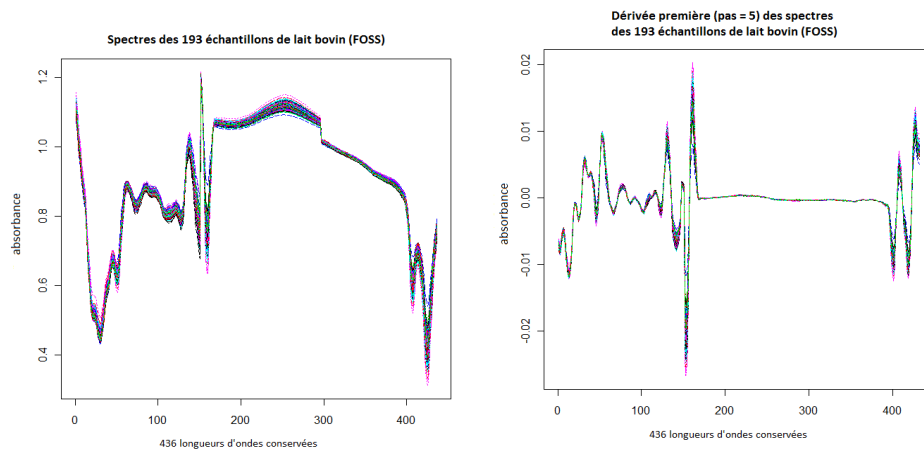 Spectres des 193 échantillons de lait bovin (FOSS)
absorbance
1.2
1.0
0.8
0.6
0.4
0 100 200 300 400
436 longueurs d'ondes conservées
Dérivée première (pas = 5) des spectres
des 193 échantillons de lait bovin (FOSS)
absorbance
0.02
0.01
0.00
-0.01
-0.02
0 100 200 300 400
436 longueurs d'ondes conservées